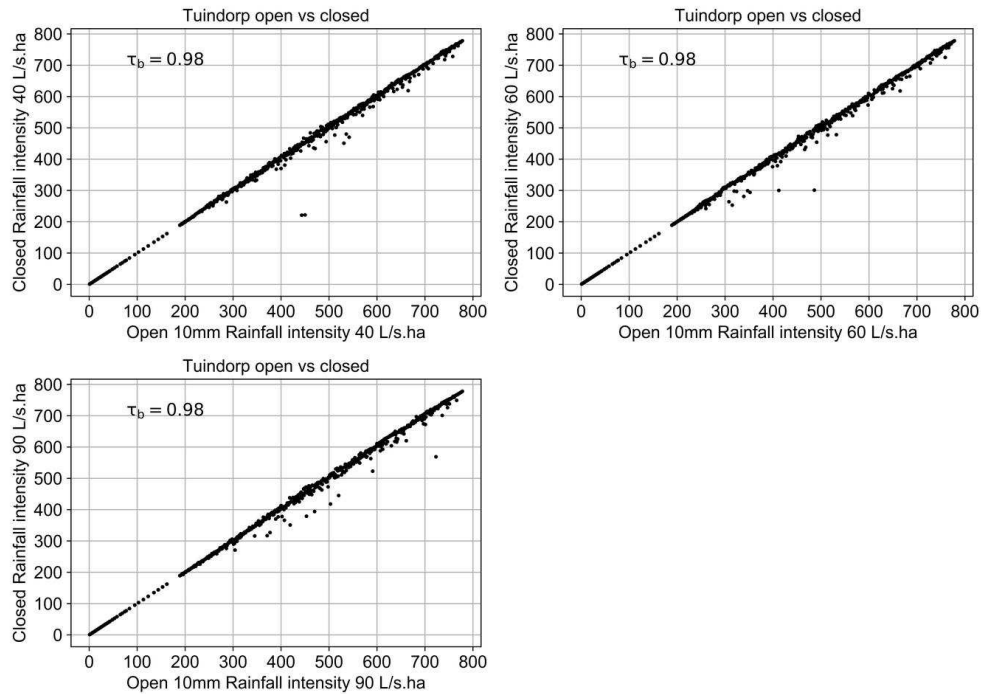 Tuindorp open vs closed
τb = 0.98
Closed Rainfall intensity 40 L/s.ha
800
700
600
500
400
300
200
100
0
0 100 200 300 400 500 600 700 800
Open 10mm Rainfall intensity 40 L/s.ha
Tuindorp open vs closed
τb = 0.98
Closed Rainfall intensity 60 L/s.ha
800
700
600
500
400
300
200
100
0
0 100 200 300 400 500 600 700 800
Open 10mm Rainfall intensity 60 L/s.ha
Tuindorp open vs closed
τb = 0.98
Closed Rainfall intensity 90 L/s.ha
800
700
600
500
400
300
200
100
0
0 100 200 300 400 500 600 700 800
Open 10mm Rainfall intensity 90 L/s.ha